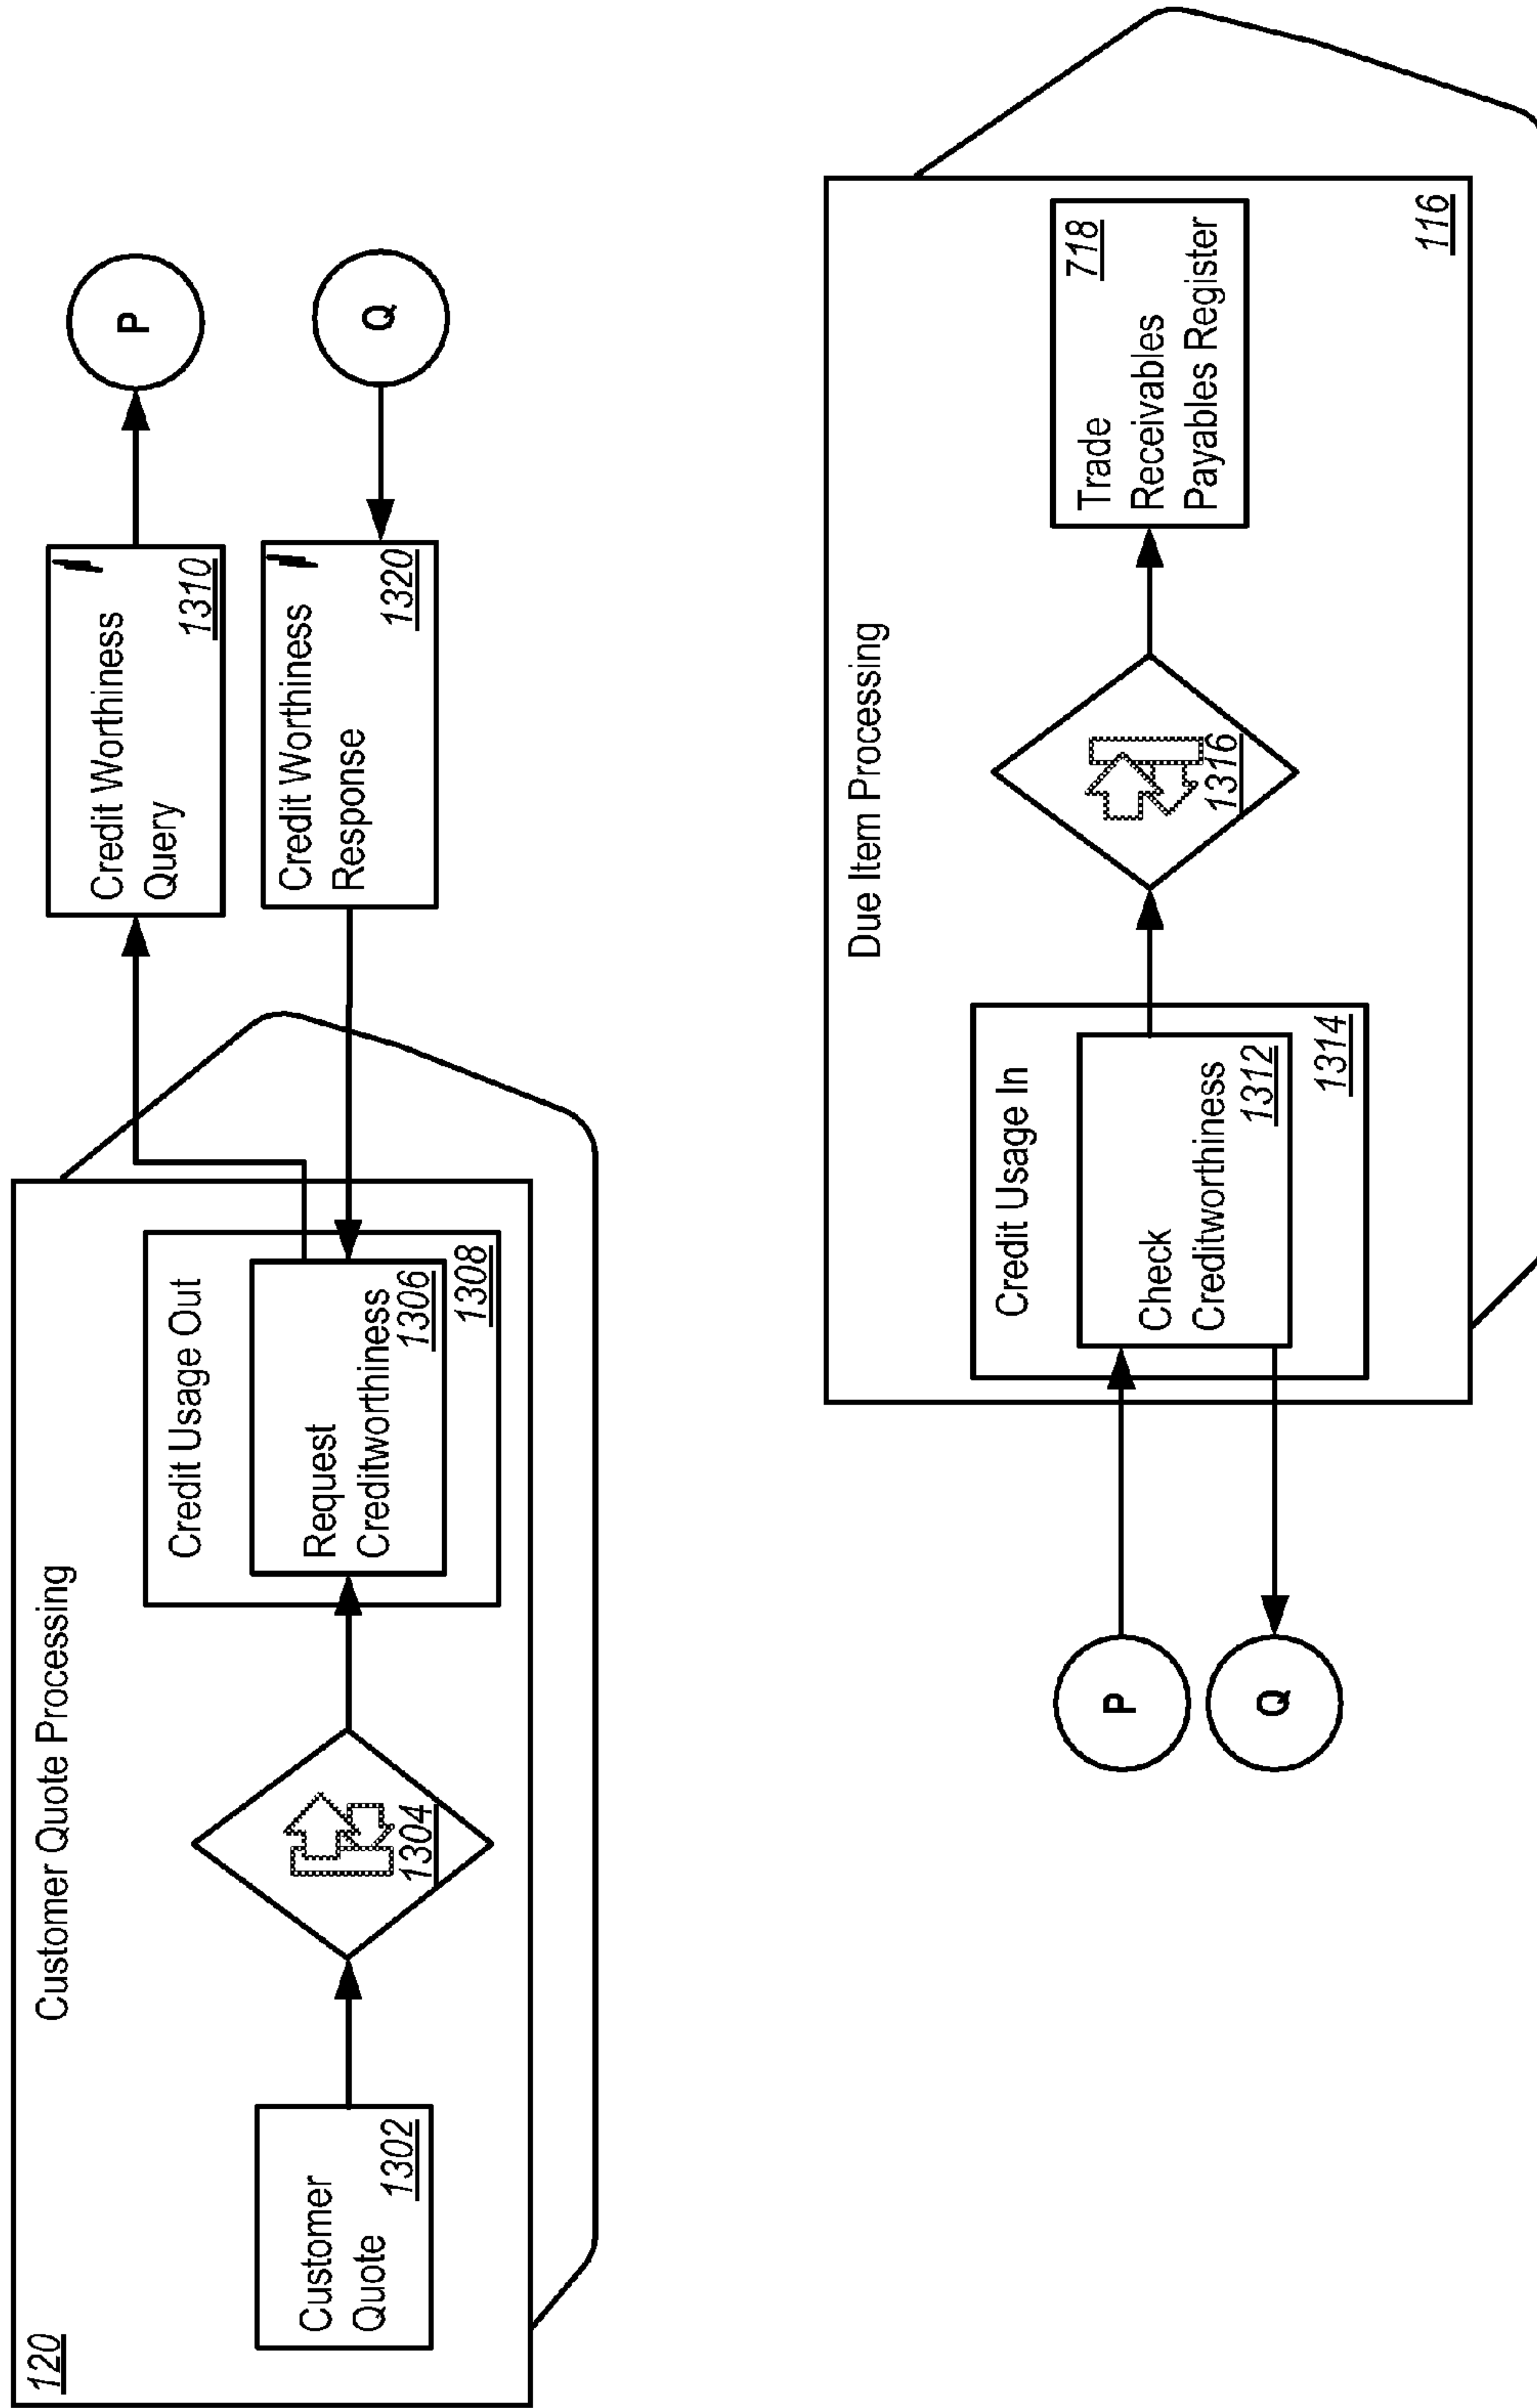 120
Customer Quote Processing
Customer
Quote
1302
1304
Credit Usage Out
Request
Creditworthiness
1306
1308
Credit Worthiness
Query
1310
P
Credit Worthiness
Response
1320
Q
Due Item Processing
P
Q
Credit Usage In
Check
Creditworthiness
1312
1314
1316
718
Trade
Receivables
Payables Register
116